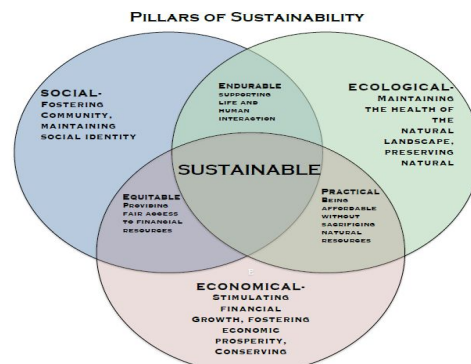 PILLARS OF SUSTAINABILITY
SOCIAL-
FOSTERING
COMMUNITY,
MAINTAINING
SOCIAL IDENTITY
ENDURABLE
SUPPORTING
LIFE AND
HUMAN
INTERACTION
ECOLOGICAL-
MAINTAINING
THE HEALTH OF
THE
NATURAL
LANDSCAPE,
PRESERVING
NATURAL
SUSTAINABLE
EQUITABLE
PROVIDING
FAIR ACCESS
TO FINANCIAL
RESOURCES
PRACTICAL
BEING
AFFORDABLE
WITHOUT
SACRIFICING
NATURAL
RESOURCES
E
ECONOMICAL-
STIMULATING
FINANCIAL
GROWTH, FOSTERING
ECONOMIC
PROSPERITY,
CONSERVING